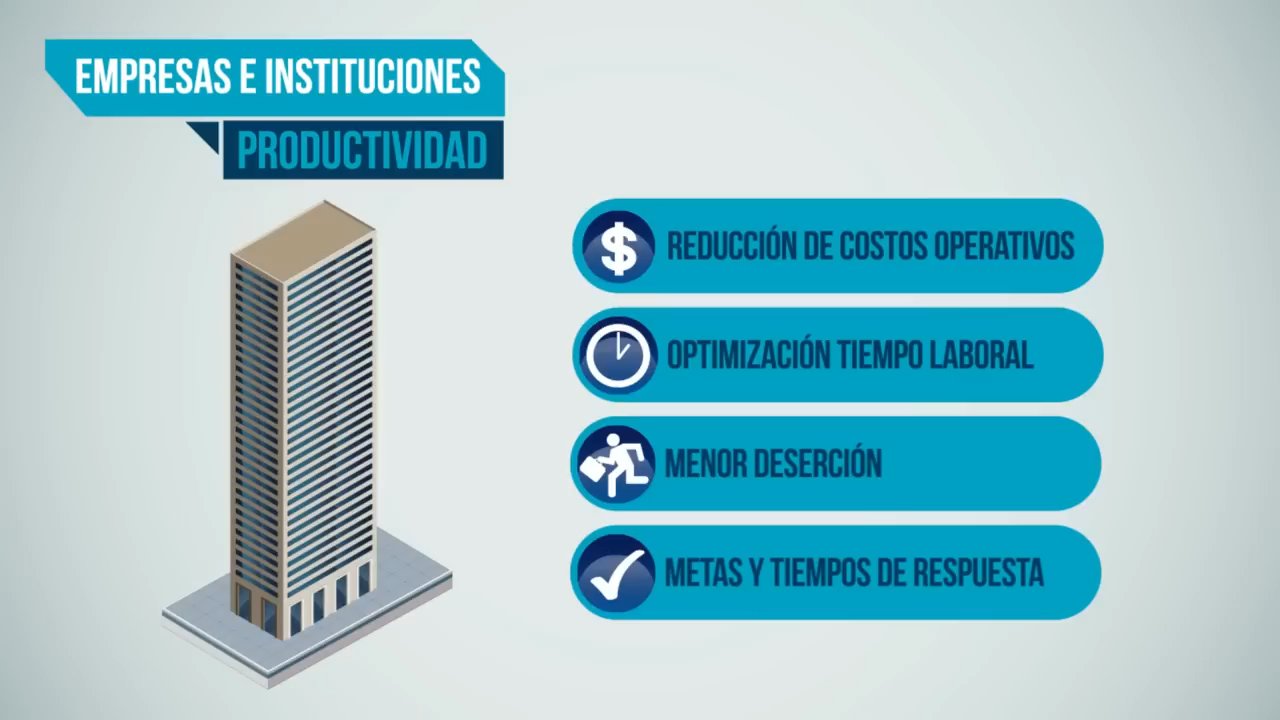 EMPRESAS E INSTITUCIONES
PRODUCTIVIDAD
$ REDUCCIÓN DE COSTOS OPERATIVOS
OPTIMIZACIÓN TIEMPO LABORAL
MENOR DESERCIÓN
METAS Y TIEMPOS DE RESPUESTA